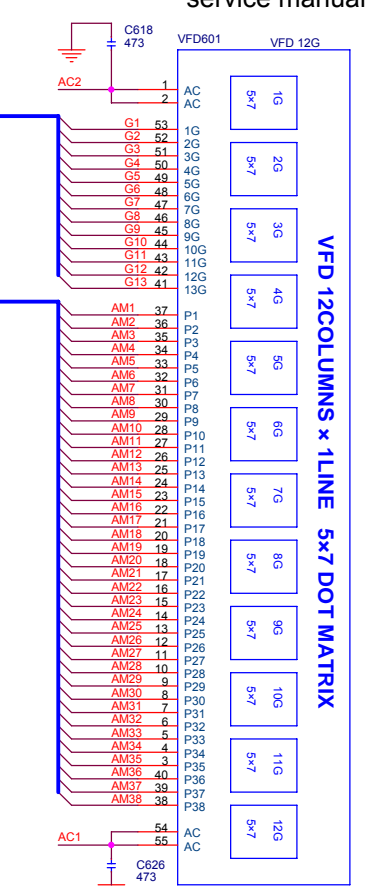 service manual
C618
473
VFD601
VFD 12G
AC2
1 AC
2 AC
G1 53 1G
G2 52 2G
G3 51 3G
G4 50 4G
G5 49 5G
G6 48 6G
G7 47 7G
G8 46 8G
G9 45 9G
G10 44 10G
G11 43 11G
G12 42 12G
G13 41 13G
AM1 37 P1
AM2 36 P2
AM3 35 P3
AM4 34 P4
AM5 33 P5
AM6 32 P6
AM7 31 P7
AM8 30 P8
AM9 29 P9
AM10 28 P10
AM11 27 P11
AM12 26 P12
AM13 25 P13
AM14 24 P14
AM15 23 P15
AM16 22 P16
AM17 21 P17
AM18 20 P18
AM19 19 P19
AM20 18 P20
AM21 17 P21
AM22 16 P22
AM23 15 P23
AM24 14 P24
AM25 13 P25
AM26 12 P26
AM27 11 P27
AM28 10 P28
AM29 9 P29
AM30 8 P30
AM31 7 P31
AM32 6 P32
AM33 5 P33
AM34 4 P34
AM35 3 P35
AM36 40 P36
AM37 39 P37
AM38 38 P38
AC1
54 AC
55 AC
C626
473
1G
5×7
2G
5×7
3G
5×7
4G
5×7
5G
5×7
6G
5×7
7G
5×7
8G
5×7
9G
5×7
10G
5×7
11G
5×7
12G
5×7
VFD 12COLUMNS × 1LINE 5×7 DOT MATRIX